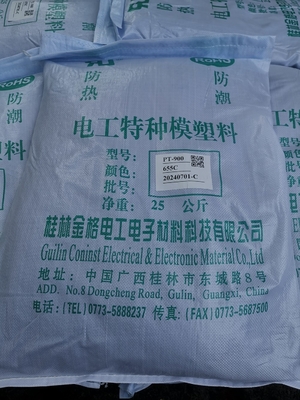 RoHS
防热
防潮
RoHS
防潮
电工特种模塑料
型号: PT-900
颜色: 655C
批号: 20240701-C
净重: 25 公斤
桂林金格电工电子材料科技有限公司
Guilin Coninst Electrical & Electronic Material Co.,Ltd
地址: 中国广西桂林市东城路8号
ADD. No.8 Dongcheng Road, Gulin, Guangxi, China
电话: (TEL) 0773-5888237 传真: (FAX) 0773-5687500